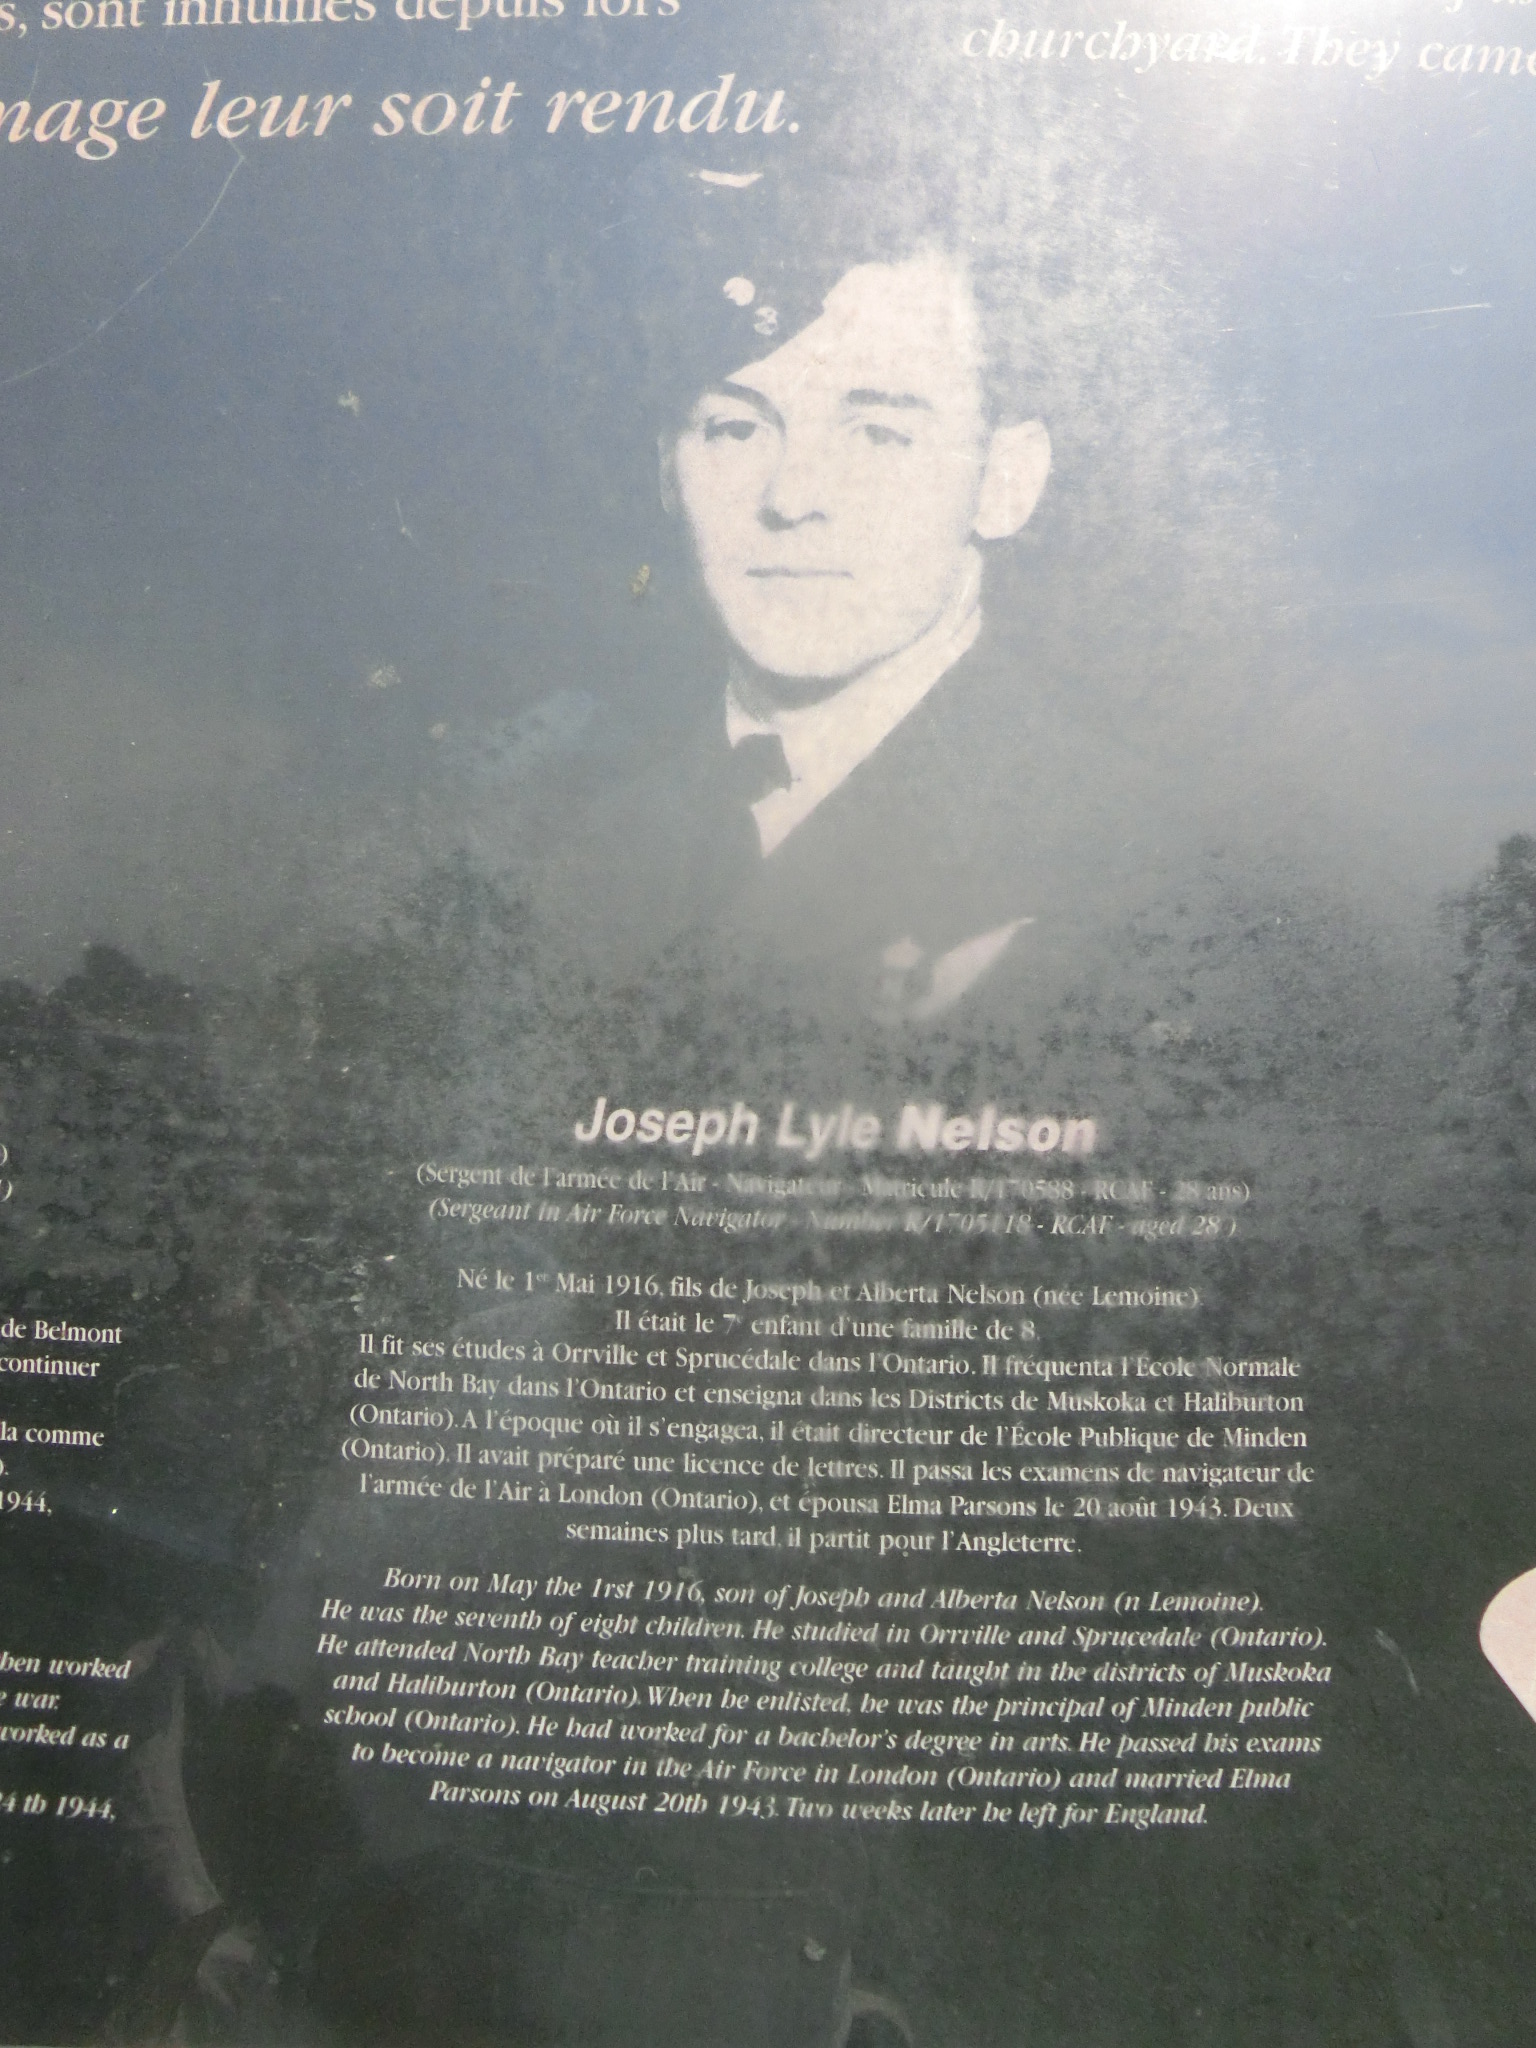 s, sont inhumés depuis lors
mage leur soit rendu.
churchyard. They came
Joseph Lyle Nelson
(Sergent de l'armée de l'Air - Navigateur - Matricule R/170588 - RCAF - 28 ans)
(Sergeant in Air Force Navigator - Number R/1705118 - RCAF - aged 28 )
Né le 1er Mai 1916, fils de Joseph et Alberta Nelson (née Lemoine).
Il était le 7e enfant d'une famille de 8.
Il fit ses études à Orrville et Sprucédale dans l'Ontario. Il fréquenta l'École Normale
de North Bay dans l'Ontario et enseigna dans les Districts de Muskoka et Haliburton
(Ontario). A l'époque où il s'engagea, il était directeur de l'École Publique de Minden
(Ontario). Il avait préparé une licence de lettres. Il passa les examens de navigateur de
l'armée de l'Air à London (Ontario), et épousa Elma Parsons le 20 août 1943. Deux
semaines plus tard, il partit pour l'Angleterre.
Born on May the 1rst 1916, son of Joseph and Alberta Nelson (n Lemoine).
He was the seventh of eight children. He studied in Orrville and Sprucedale (Ontario).
He attended North Bay teacher training college and taught in the districts of Muskoka
and Haliburton (Ontario). When he enlisted, he was the principal of Minden public
school (Ontario). He had worked for a bachelor's degree in arts. He passed his exams
to become a navigator in the Air Force in London (Ontario) and married Elma
Parsons on August 20th 1943. Two weeks later he left for England.
)
)
de Belmont
continuer
la comme
).
1944,
hen worked
e war.
worked as a
24 th 1944,